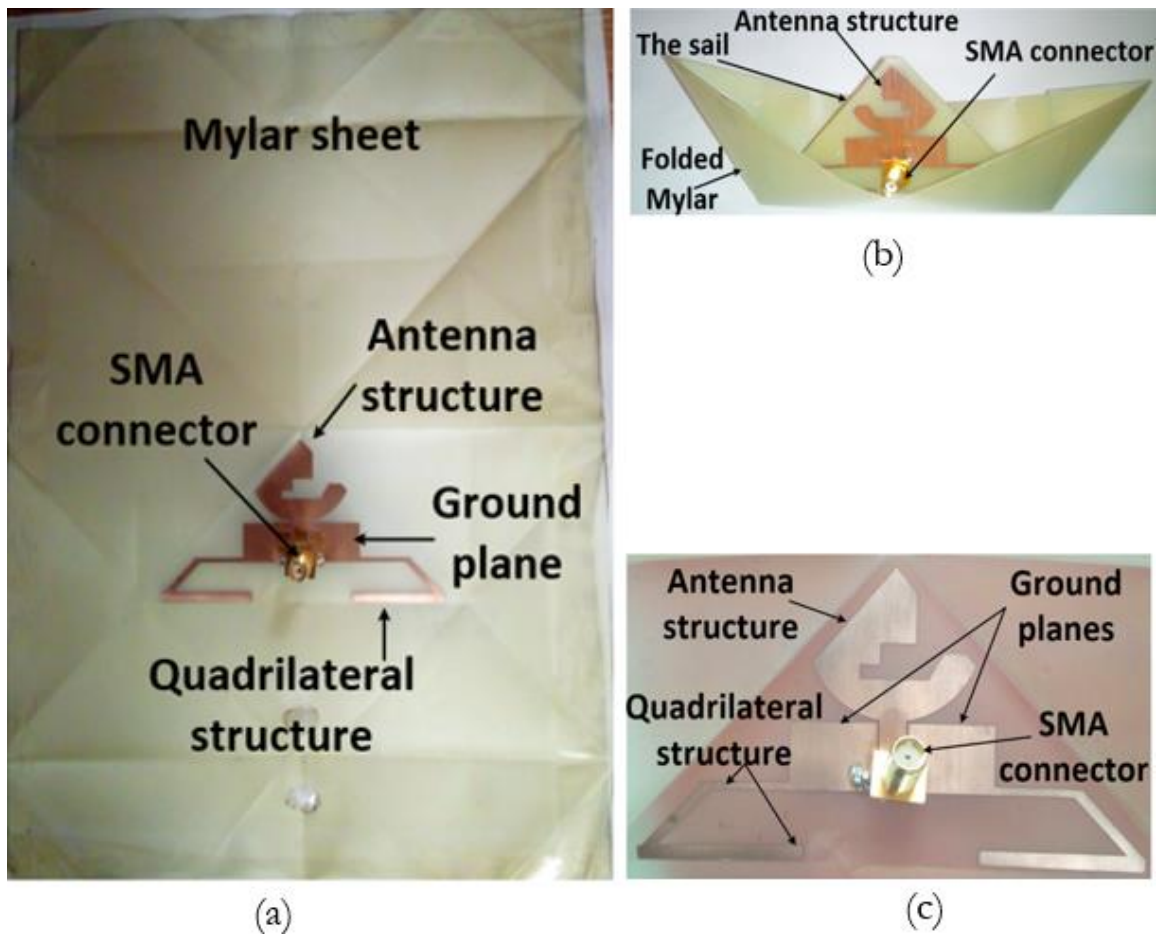 Mylar sheet
Antenna
structure
SMA
connector
Ground
plane
Quadrilateral
structure
(a)
Antenna structure
The sail
SMA connector
Folded
Mylar
(b)
Antenna
structure
Ground
planes
Quadrilateral
structure
SMA
connector
(c)